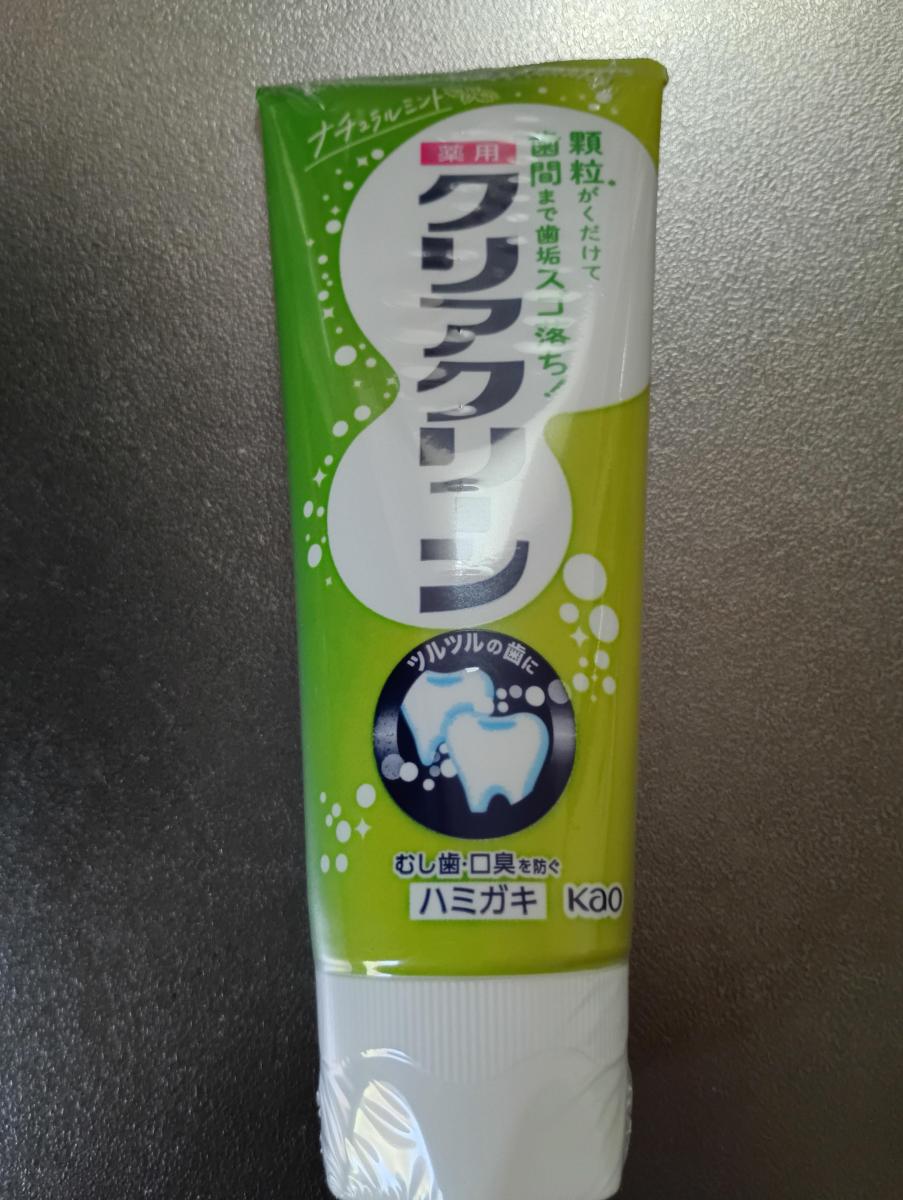 ナチュラルミント
薬用
クリアクリーン
顆粒*がくだけて
歯間まで歯垢スコ落ち!
ツルツルの歯に
むし歯・口臭を防ぐ
ハミガキ
Kao